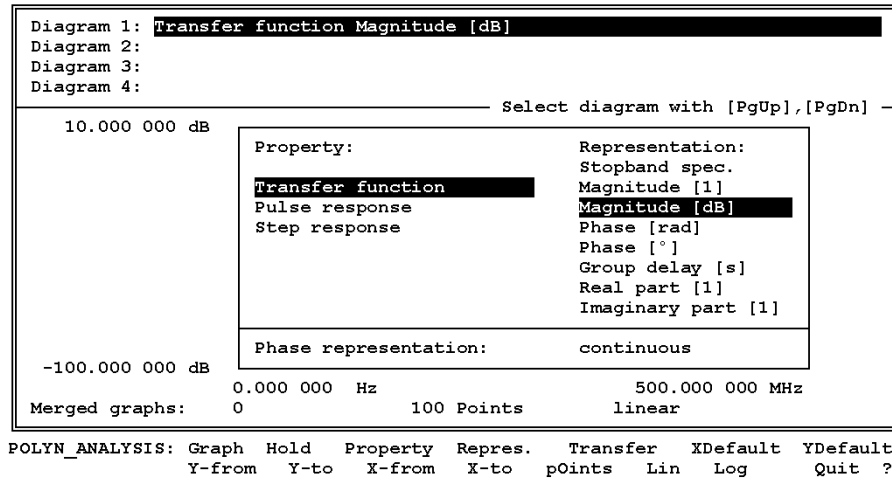 Diagram 1: Transfer function Magnitude [dB]
Diagram 2:
Diagram 3:
Diagram 4:
Select diagram with [PgUp],[PgDn]
10.000 000 dB
Property: Representation:
Stopband spec.
Transfer function Magnitude [1]
Pulse response Magnitude [dB]
Step response Phase [rad]
Phase [°]
Group delay [s]
Real part [1]
Imaginary part [1]
Phase representation: continuous
-100.000 000 dB
0.000 000 Hz 500.000 000 MHz
Merged graphs: 0 100 Points linear
POLYN_ANALYSIS: Graph Hold Property Repres. Transfer XDefault YDefault
Y-from Y-to X-from X-to pOints Lin Log Quit ?